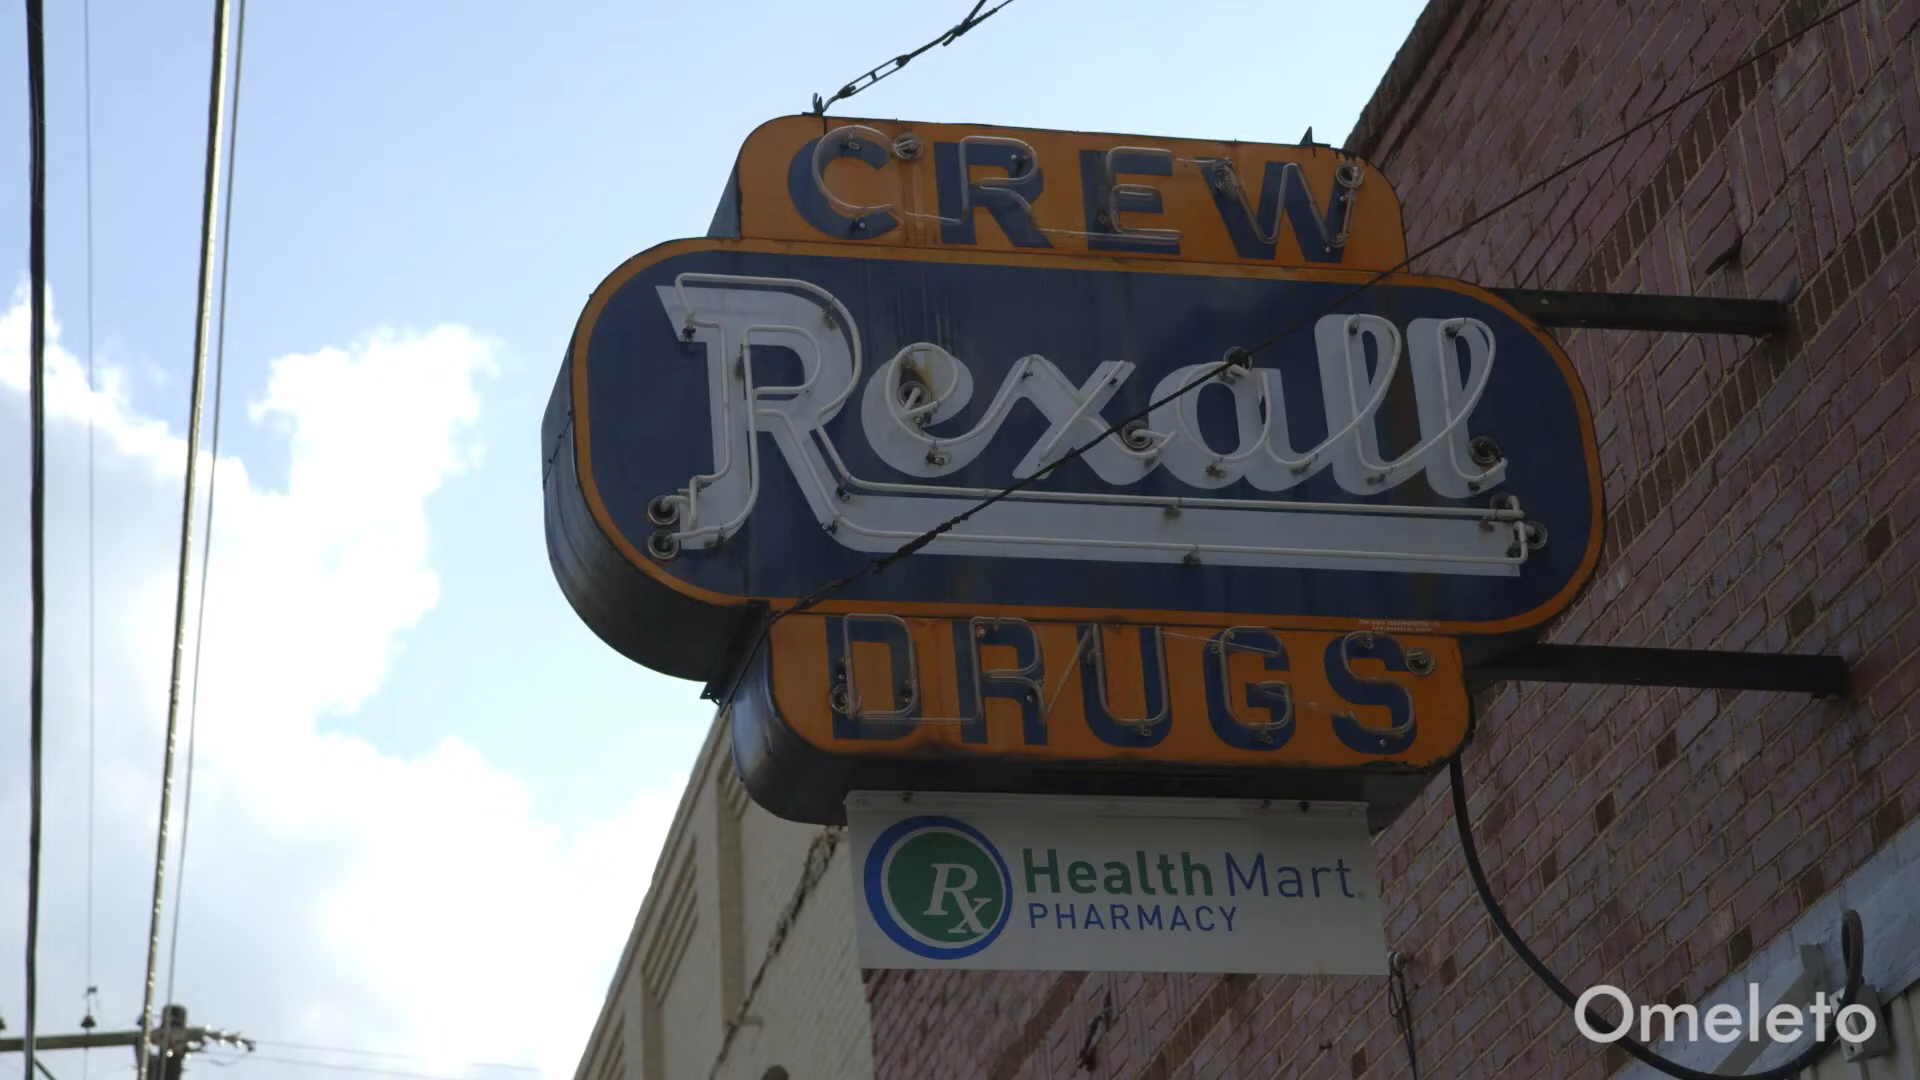 CREW
Rexall
DRUGS
Rx
Health Mart
PHARMACY
Omeleto